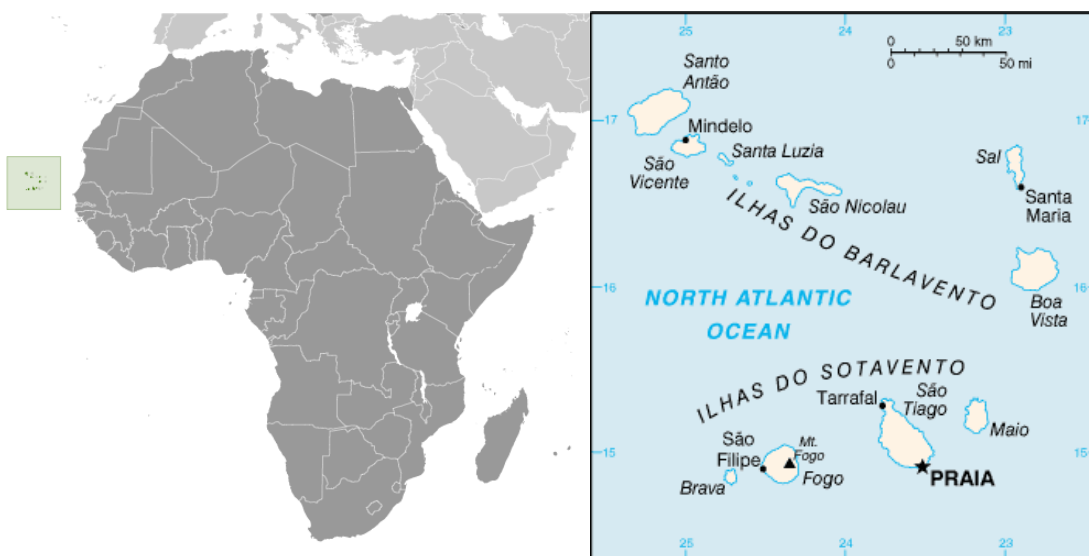 25
24
23
0
50 km
0
50 mi
Santo
Antão
17
17
Mindelo
Santa Luzia
Sal
São
Vicente
São Nicolau
Santa
Maria
ILHAS DO BARLAVENTO
16
16
NORTH ATLANTIC
OCEAN
Boa
Vista
ILHAS DO SOTAVENTO
Tarrafal
São
Tiago
Maio
São
Filipe
Mt.
Fogo
15
15
Fogo
Brava
PRAIA
25
24
23